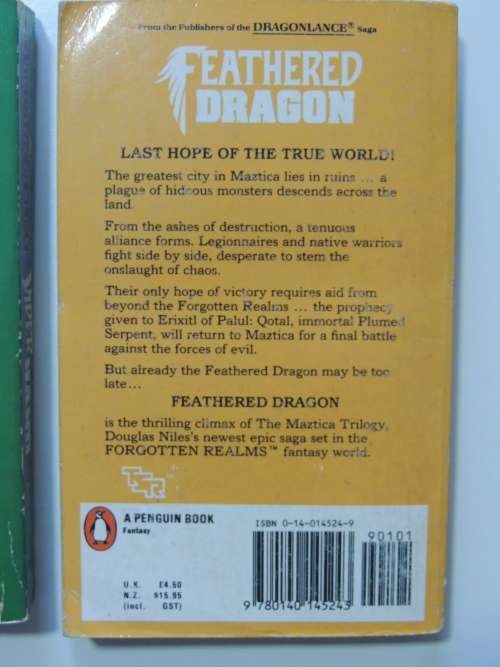 From the Publishers of the DRAGONLANCE® Saga
FEATHERED
DRAGON
LAST HOPE OF THE TRUE WORLD!
The greatest city in Maztica lies in ruins ... a
plague of hideous monsters descends across the
land.
From the ashes of destruction, a tenuous
alliance forms. Legionnaires and native warriors
fight side by side, desperate to stem the
onslaught of chaos.
Their only hope of victory requires aid from
beyond the Forgotten Realms ... the prophecy
given to Erixitl of Palul: Qotal, immortal Plumed
Serpent, will return to Maztica for a final battle
against the forces of evil.
But already the Feathered Dragon may be too
late...
FEATHERED DRAGON
is the thrilling climax of The Maztica Trilogy,
Douglas Niles's newest epic saga set in the
FORGOTTEN REALMS™ fantasy world.
TSR
A PENGUIN BOOK
Fantasy
ISBN 0-14-014524-9
90101
U.K. £4.50
N.Z. $15.95
(incl. GST)
9 780140 145243
VIPERHAND